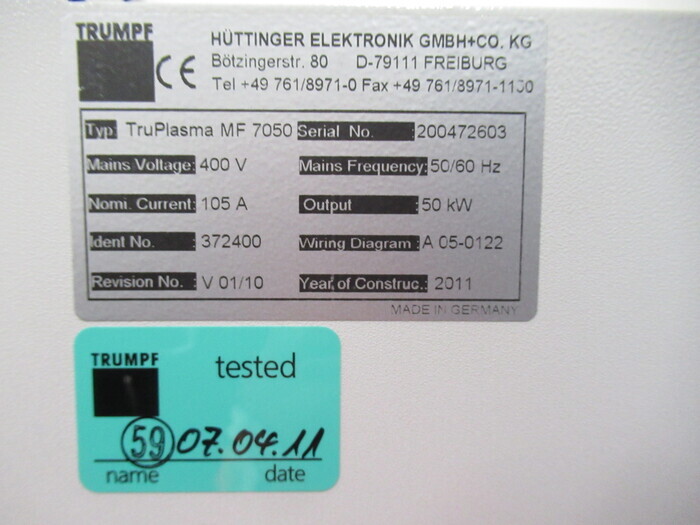 TRUMPF
CE
HÜTTINGER ELEKTRONIK GMBH+CO. KG
Bötzingerstr. 80 D-79111 FREIBURG
Tel +49 761/8971-0 Fax +49 761/8971-1150
Typ. TruPlasma MF 7050 Serial No. :200472603
Mains Voltage: 400 V Mains Frequency: 50/60 Hz
Nomi. Current: 105 A Output :50 kW
Ident No. : 372400 Wiring Diagram : A 05-0122
Revision No. : V 01/10 Year of Construc.: 2011
MADE IN GERMANY
TRUMPF
tested
59 07.04.11
name date